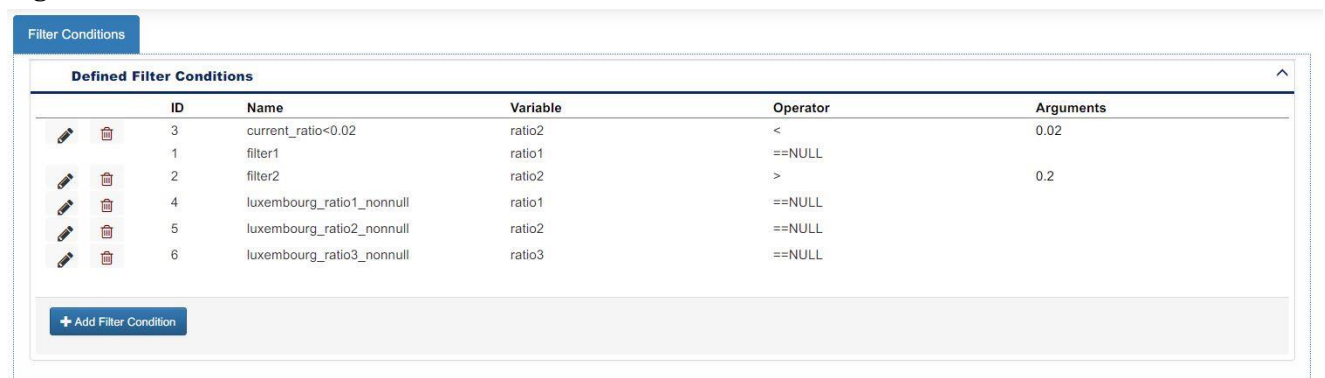 Filter Conditions
Defined Filter Conditions
ID Name Variable Operator Arguments
3 current_ratio<0.02 ratio2 < 0.02
1 filter1 ratio1 ==NULL
2 filter2 ratio2 > 0.2
4 luxembourg_ratio1_nonnull ratio1 ==NULL
5 luxembourg_ratio2_nonnull ratio2 ==NULL
6 luxembourg_ratio3_nonnull ratio3 ==NULL
Add Filter Condition